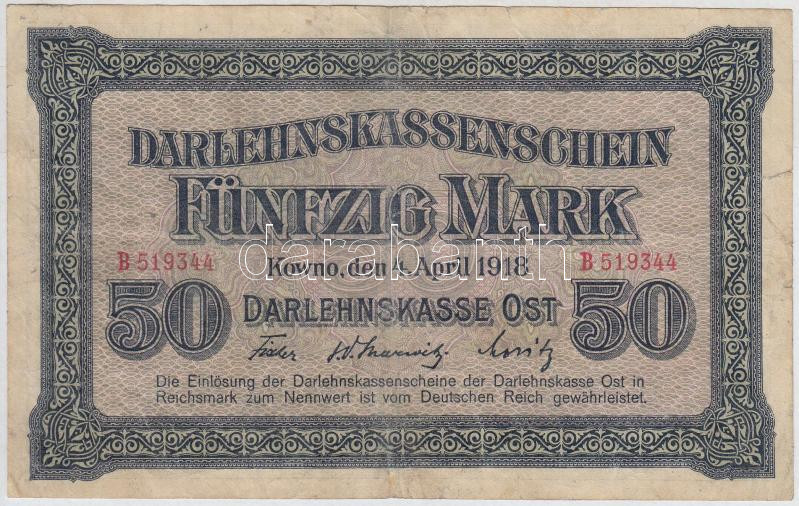 DARLEHNSKASSENSCHEIN
FÜNFZIG MARK
B 519344 Kowno, den 4. April 1918 B 519344
50 DARLEHNSKASSE OST 50
Die Einlösung der Darlehnskassenscheine der Darlehnskasse Ost in
Reichsmark zum Nennwert ist vom Deutschen Reich gewährleistet.
darabanth